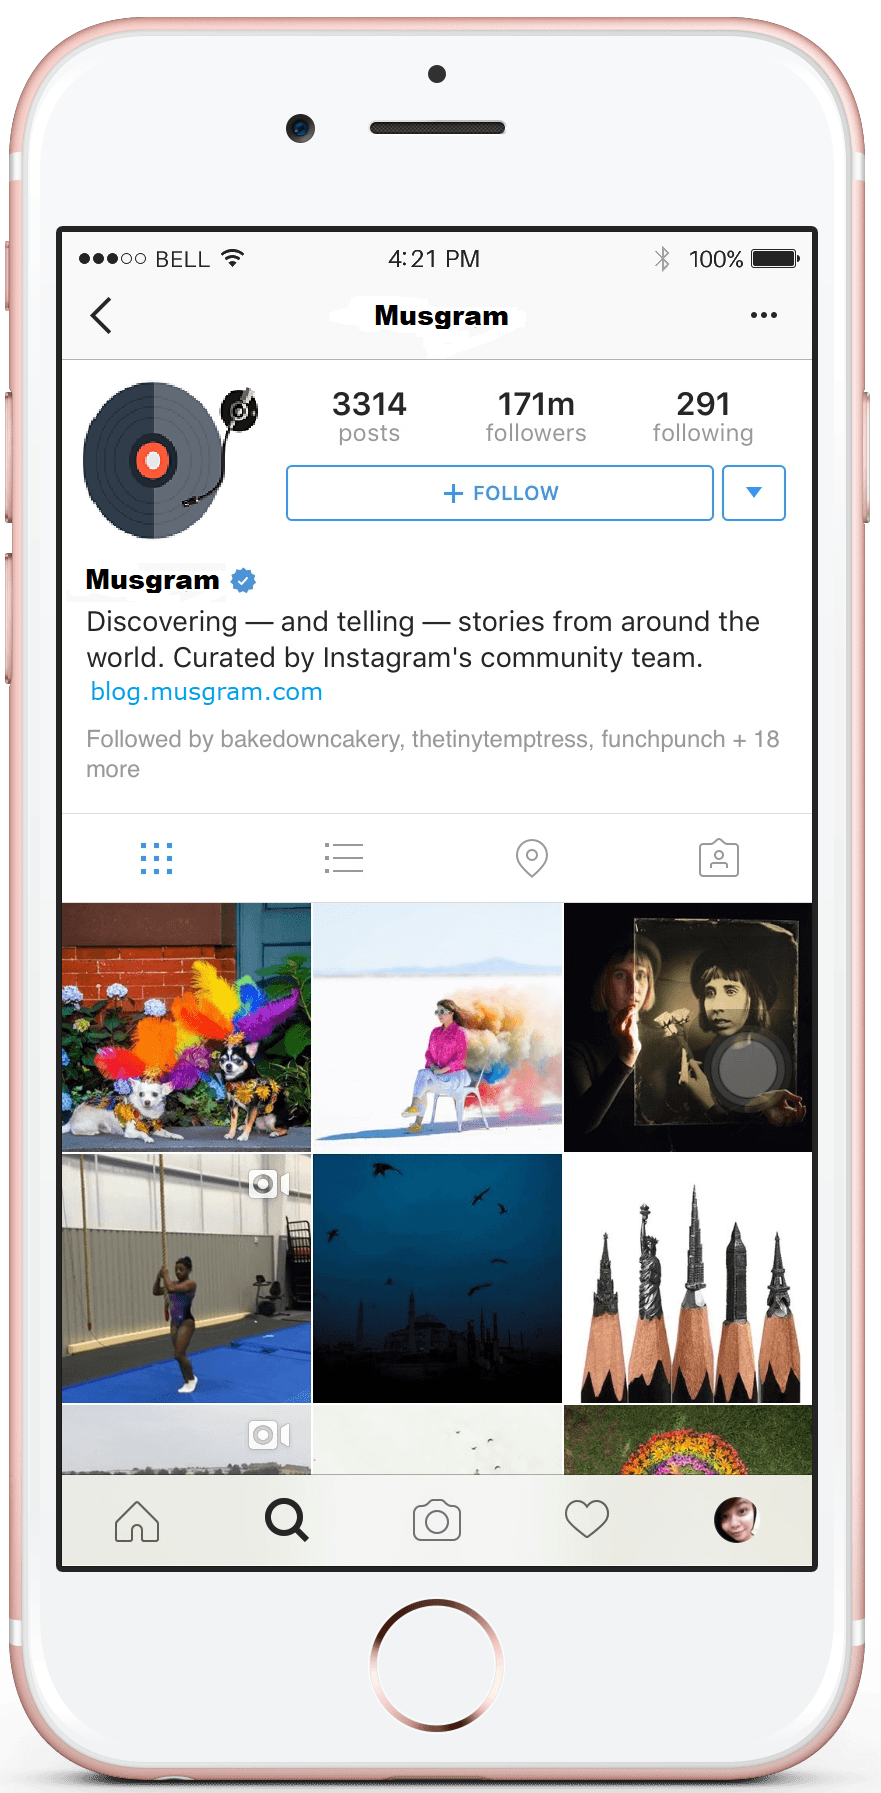 BELL 4:21 PM 100%
Musgram
3314 171m 291
posts followers following
+ FOLLOW
Musgram
Discovering — and telling — stories from around the
world. Curated by Instagram's community team.
blog.musgram.com
Followed by bakedowncakery, thetinytemptress, funchpunch + 18
more